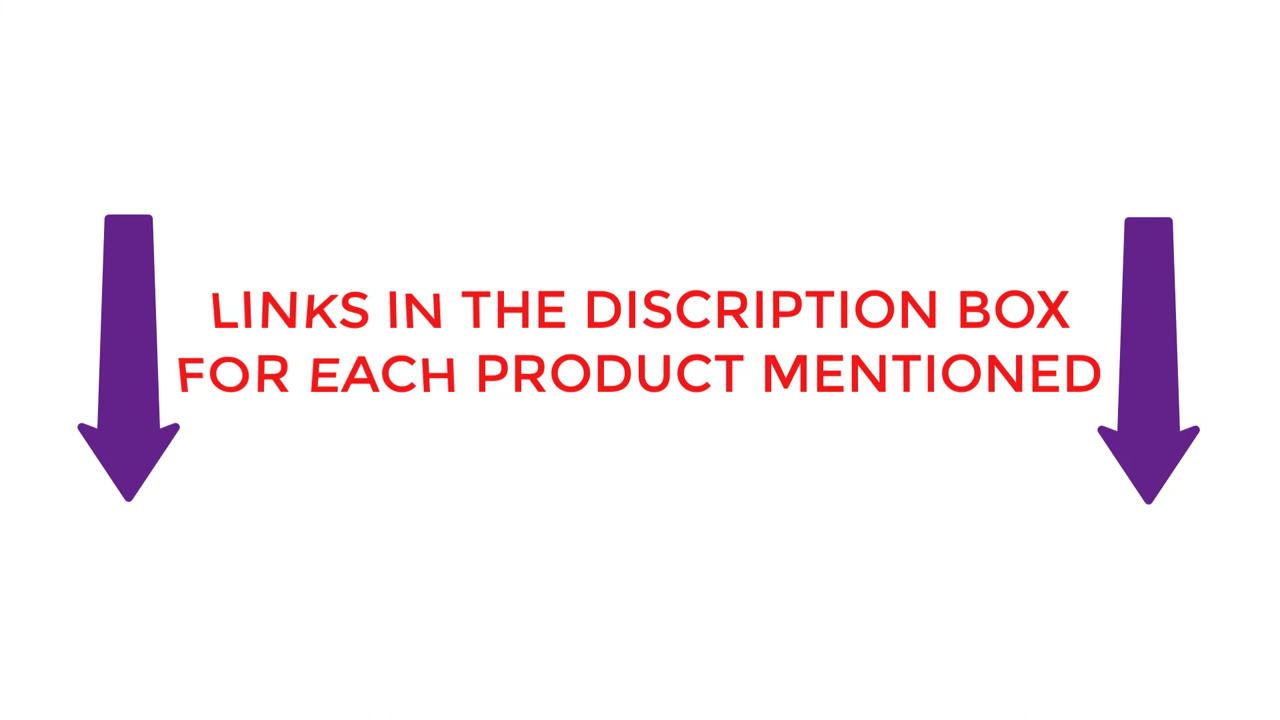 LINKS IN THE DISCRIPTION BOX
FOR EACH PRODUCT MENTIONED